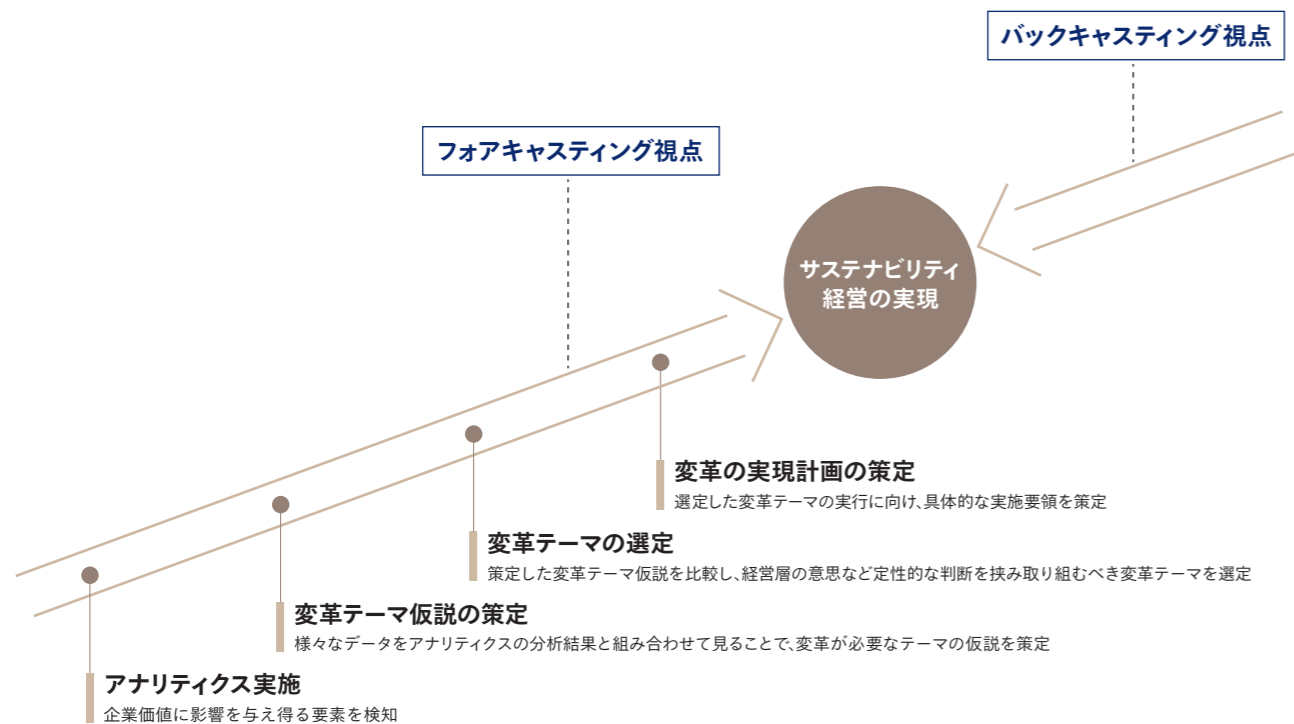 バックキャスティング視点
フォアキャスティング視点
サステナビリティ
経営の実現
変革の実現計画の策定
選定した変革テーマの実行に向け、具体的な実施要領を策定
変革テーマの選定
策定した変革テーマ仮説を比較し、経営層の意思など定性的な判断を挟み取り組むべき変革テーマを選定
変革テーマ仮説の策定
様々なデータをアナリティクスの分析結果と組み合わせて見ることで、変革が必要なテーマの仮説を策定
アナリティクス実施
企業価値に影響を与え得る要素を検知